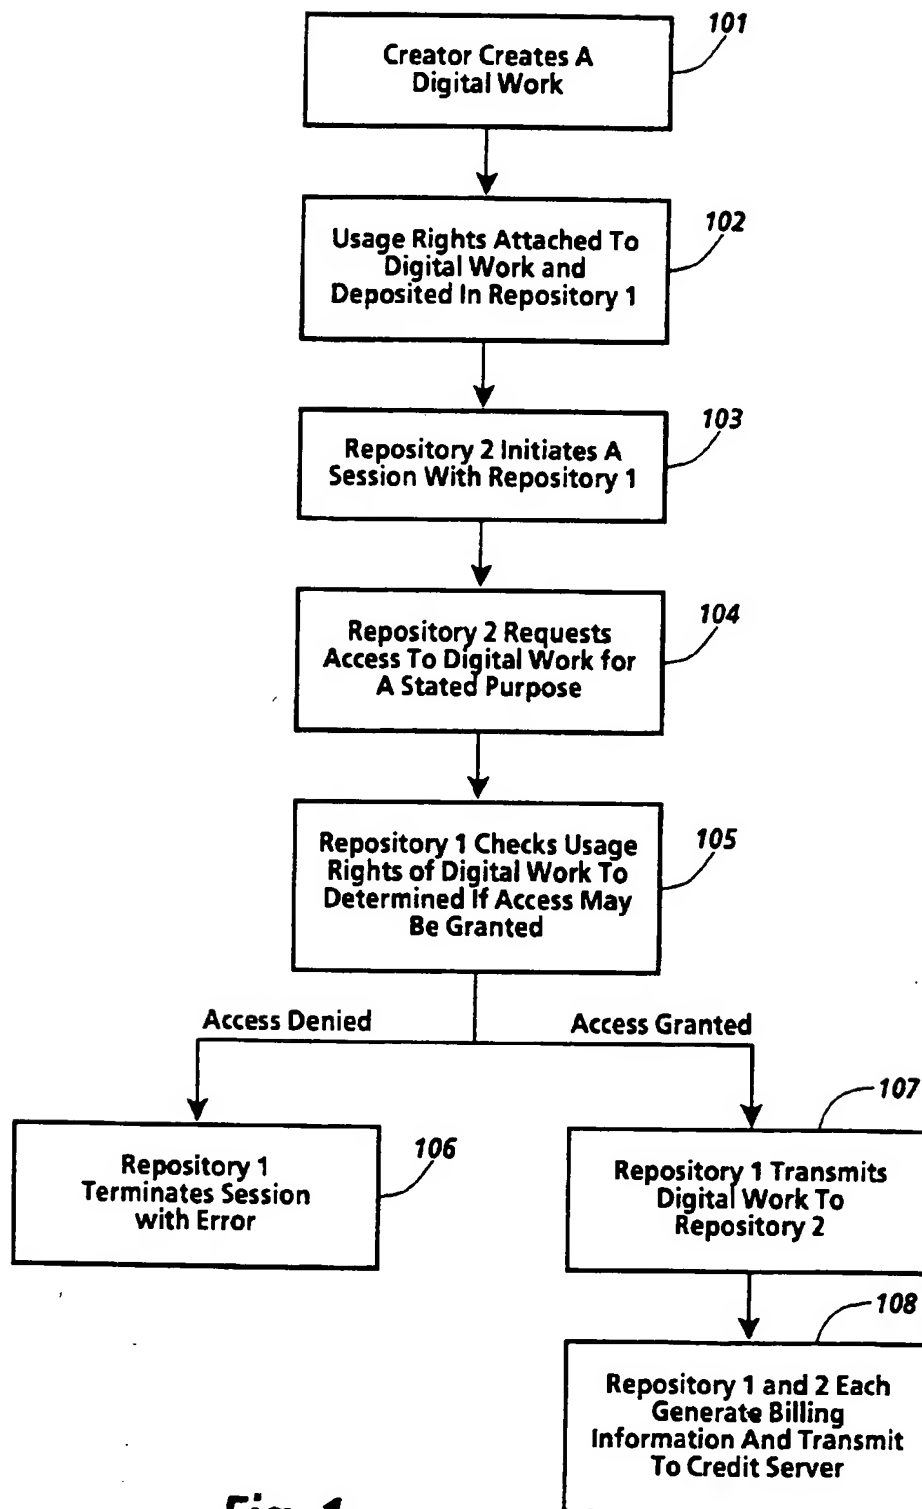 101
Creator Creates A
Digital Work
102
Usage Rights Attached To
Digital Work and
Deposited In Repository 1
103
Repository 2 Initiates A
Session With Repository 1
104
Repository 2 Requests
Access To Digital Work for
A Stated Purpose
105
Repository 1 Checks Usage
Rights of Digital Work To
Determined If Access May
Be Granted
Access Denied
Access Granted
106
Repository 1
Terminates Session
with Error
107
Repository 1 Transmits
Digital Work To
Repository 2
108
Repository 1 and 2 Each
Generate Billing
Information And Transmit
To Credit Server
Fig. 1